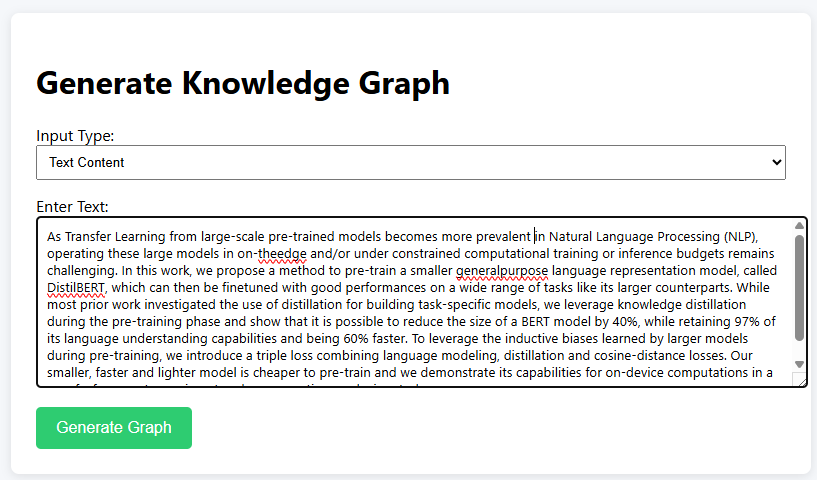 Generate Knowledge Graph
Input Type:
Text Content
Enter Text:
As Transfer Learning from large-scale pre-trained models becomes more prevalent in Natural Language Processing (NLP),
operating these large models in on-theedge and/or under constrained computational training or inference budgets remains
challenging. In this work, we propose a method to pre-train a smaller generalpurpose language representation model, called
DistilBERT, which can then be finetuned with good performances on a wide range of tasks like its larger counterparts. While
most prior work investigated the use of distillation for building task-specific models, we leverage knowledge distillation
during the pre-training phase and show that it is possible to reduce the size of a BERT model by 40%, while retaining 97% of
its language understanding capabilities and being 60% faster. To leverage the inductive biases learned by larger models
during pre-training, we introduce a triple loss combining language modeling, distillation and cosine-distance losses. Our
smaller, faster and lighter model is cheaper to pre-train and we demonstrate its capabilities for on-device computations in a
Generate Graph